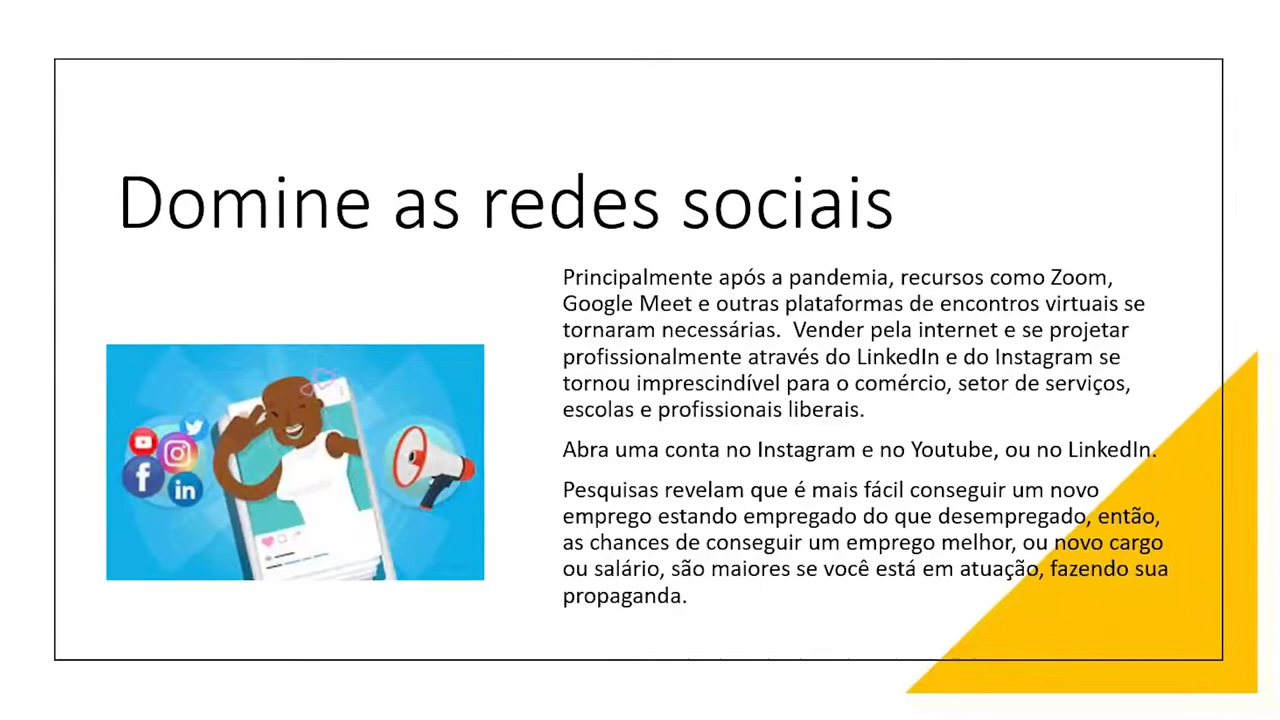 Domine as redes sociais
Principalmente após a pandemia, recursos como Zoom,
Google Meet e outras plataformas de encontros virtuais se
tornaram necessárias.  Vender pela internet e se projetar
profissionalmente através do LinkedIn e do Instagram se
tornou imprescindível para o comércio, setor de serviços,
escolas e profissionais liberais.
Abra uma conta no Instagram e no Youtube, ou no LinkedIn.
Pesquisas revelam que é mais fácil conseguir um novo
emprego estando empregado do que desempregado, então,
as chances de conseguir um emprego melhor, ou novo cargo
ou salário, são maiores se você está em atuação, fazendo sua
propaganda.
f
in